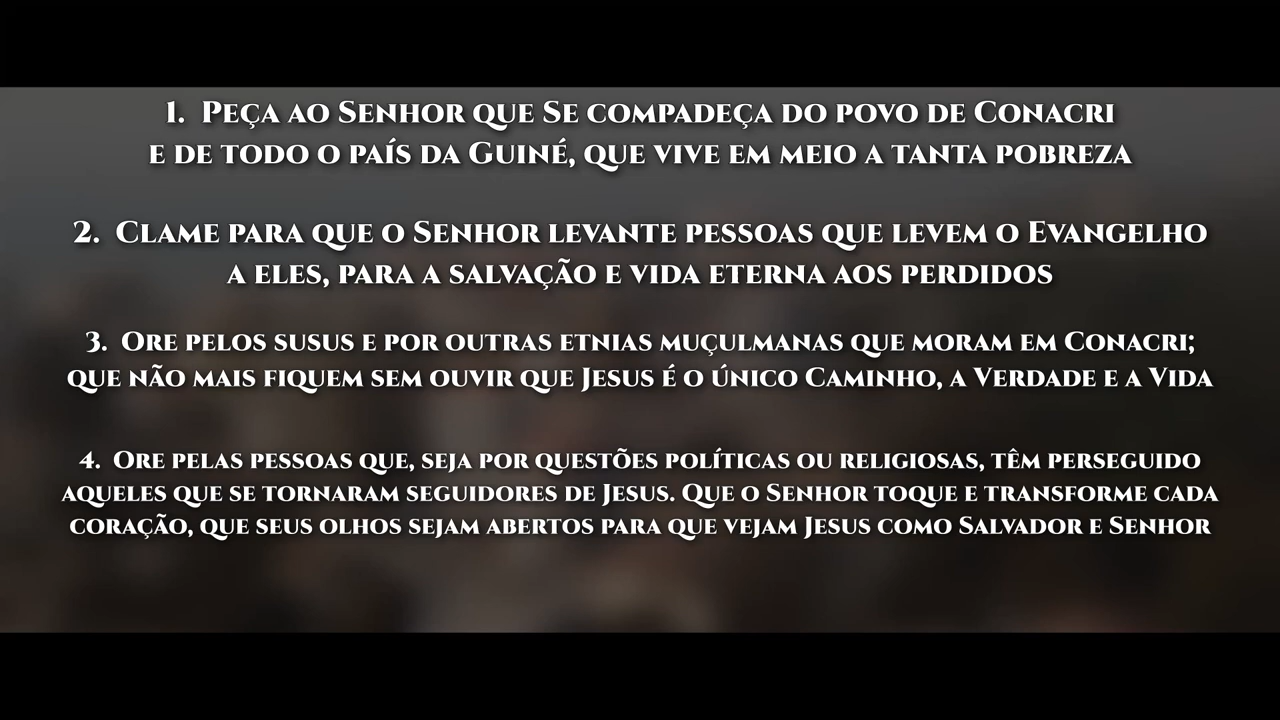 1. Peça ao Senhor que Se compadeça do povo de Conacri
e de todo o país da Guiné, que vive em meio a tanta pobreza
2. Clame para que o Senhor levante pessoas que levem o Evangelho
a eles, para a salvação e vida eterna aos perdidos
3. Ore pelos susus e por outras etnias muçulmanas que moram em Conacri;
que não mais fiquem sem ouvir que Jesus é o único Caminho, a Verdade e a Vida
4. Ore pelas pessoas que, seja por questões políticas ou religiosas, têm perseguido
aqueles que se tornaram seguidores de Jesus. Que o Senhor toque e transforme cada
coração, que seus olhos sejam abertos para que vejam Jesus como Salvador e Senhor